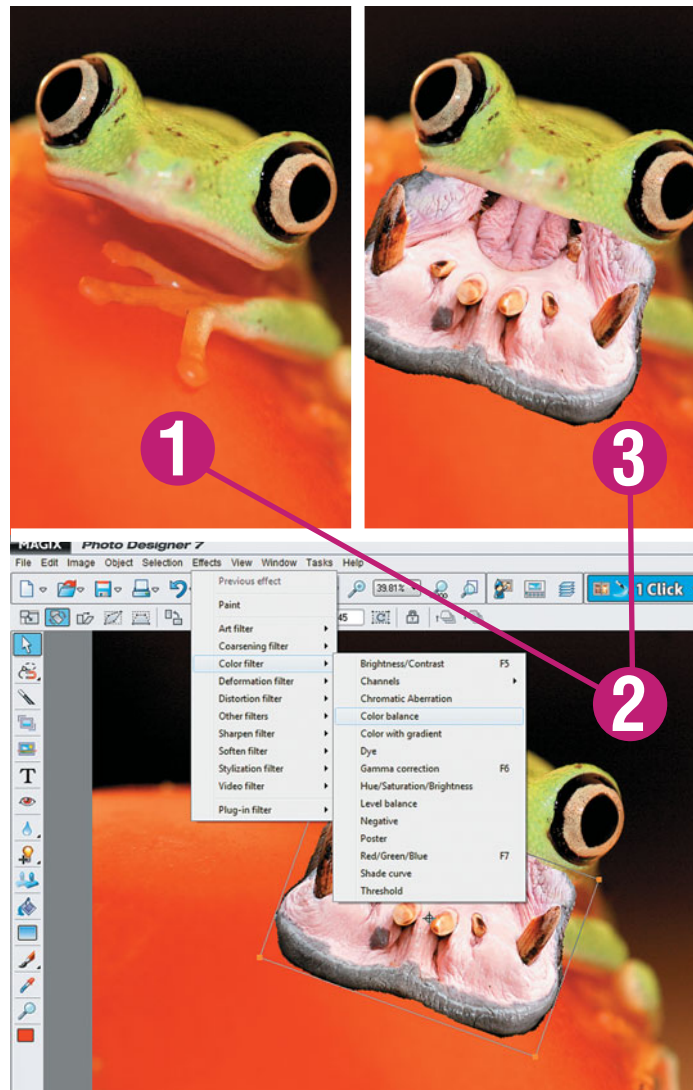 1
3
MAGIX Photo Designer 7
File Edit Image Object Selection Effects View Window Tasks Help
39.81%
1 Click
45
2
Previous effect
Paint
Art filter
Coarsening filter
Color filter
Deformation filter
Distortion filter
Other filters
Sharpen filter
Soften filter
Stylization filter
Video filter
Plug-in filter
Brightness/Contrast F5
Channels
Chromatic Aberration
Color balance
Color with gradient
Dye
Gamma correction F6
Hue/Saturation/Brightness
Level balance
Negative
Poster
Red/Green/Blue F7
Shade curve
Threshold
T